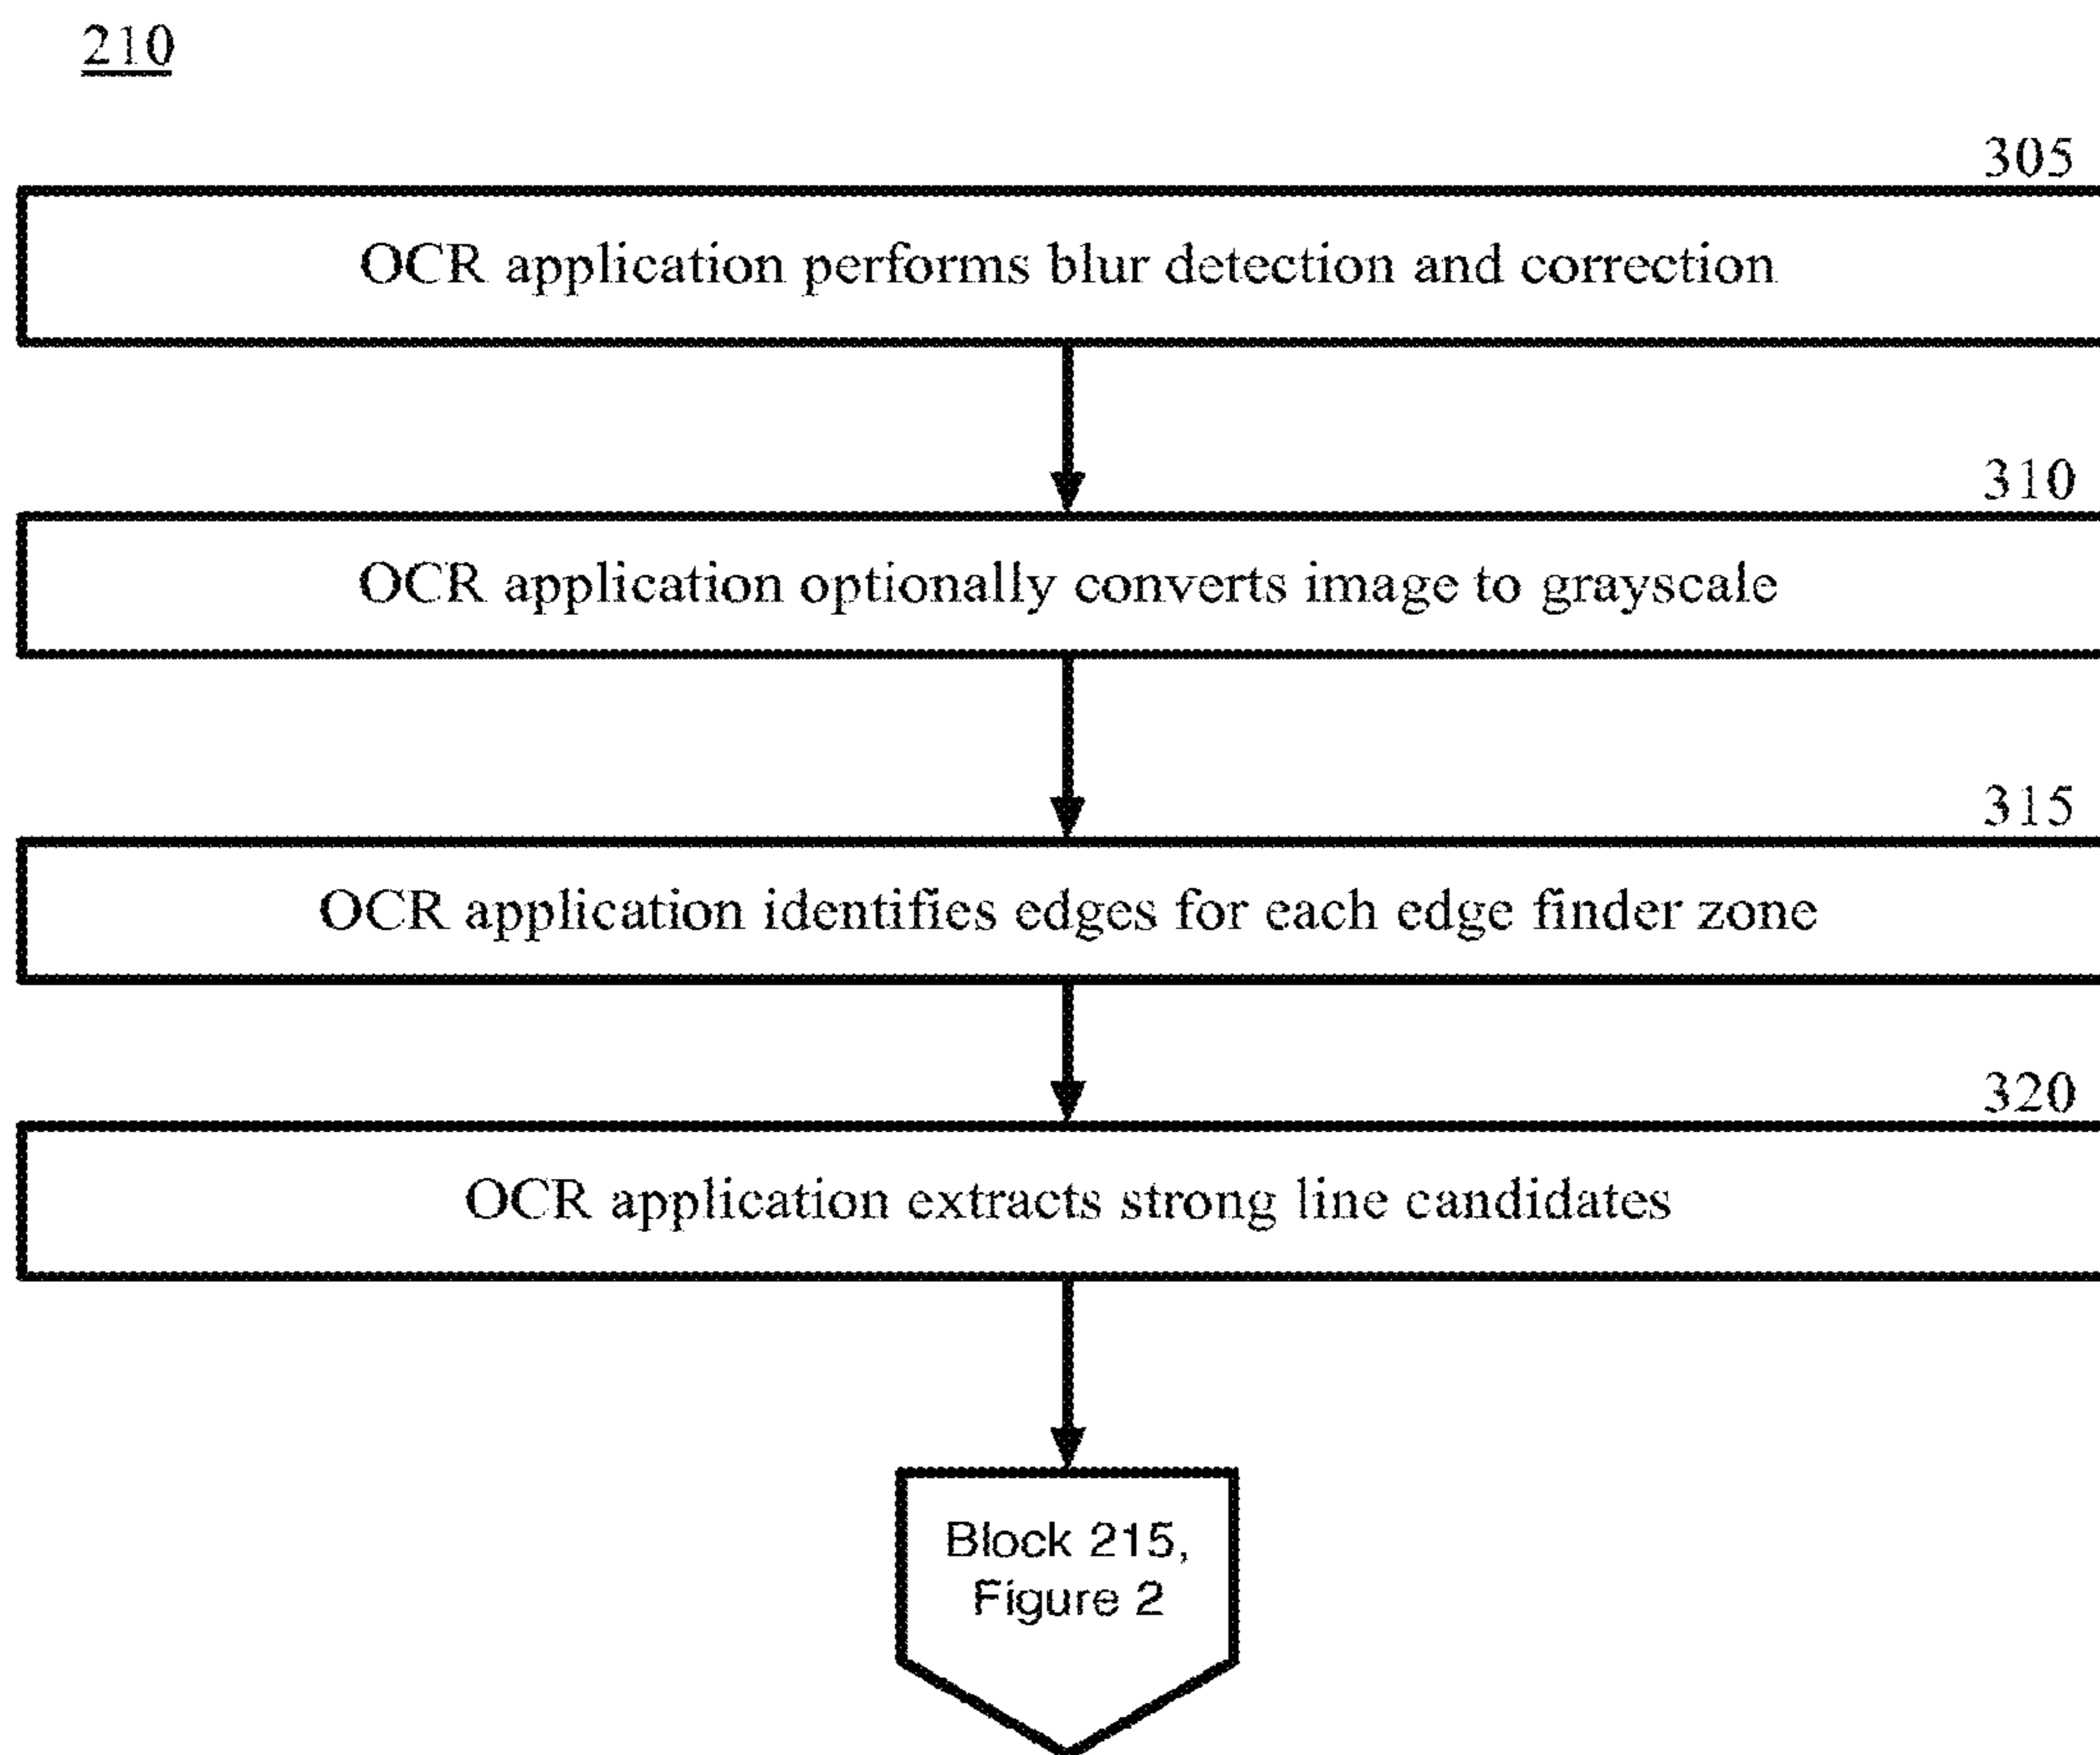 210
305
OCR application performs blur detection and correction
310
OCR application optionally converts image to grayscale
315
OCR application identifies edges for each edge finder zone
320
OCR application extracts strong line candidates
Block 215,
Figure 2